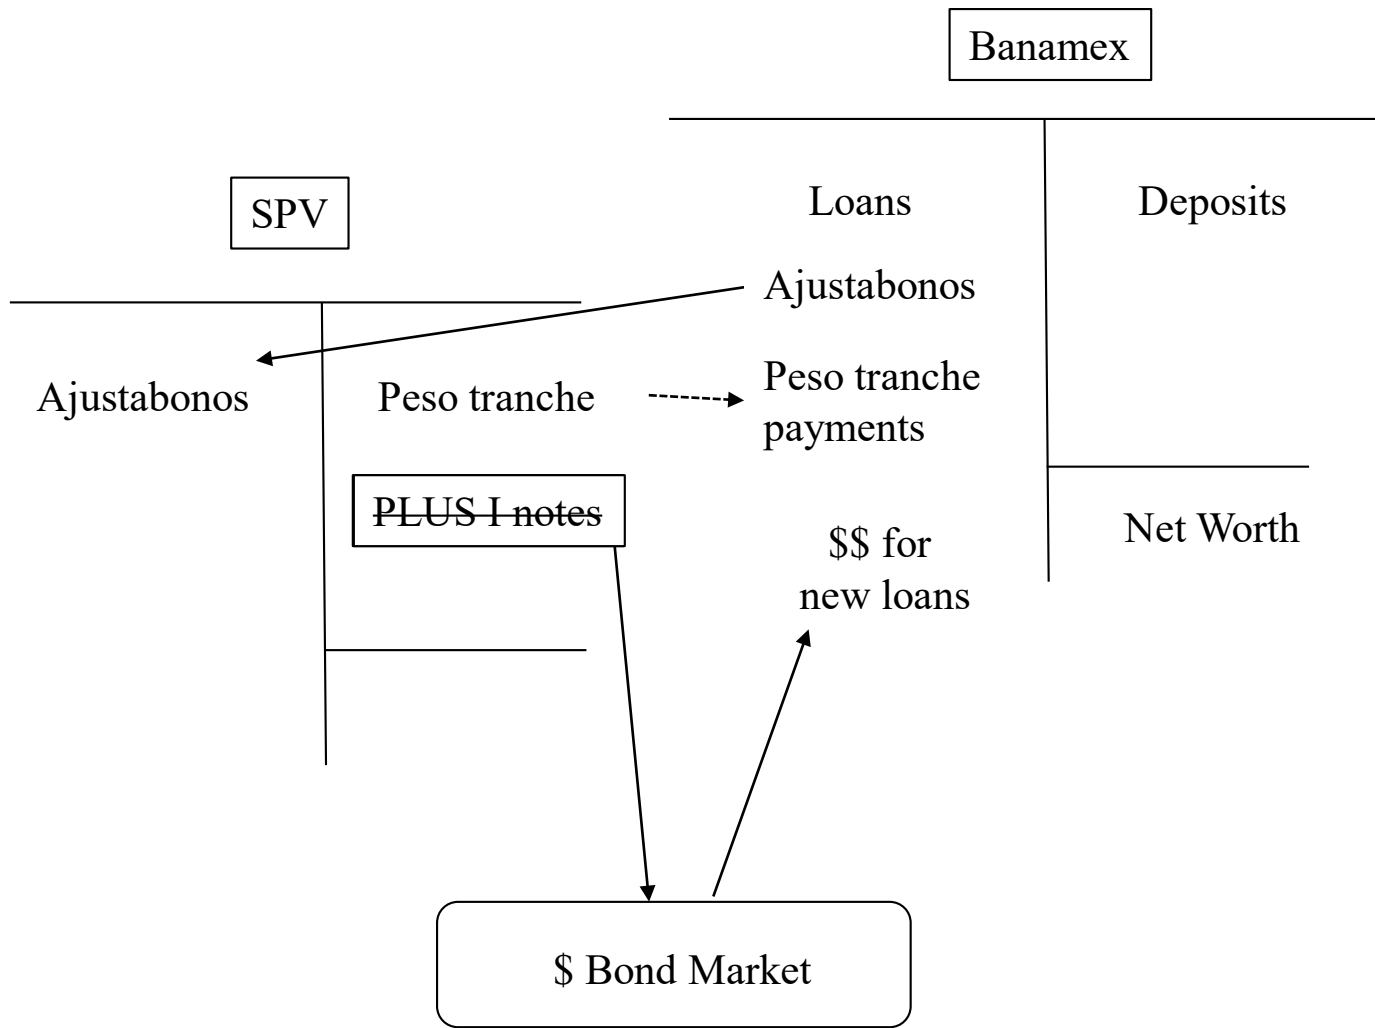 Banamex
SPV
Loans
Deposits
Ajustabonos
Ajustabonos
Peso tranche
Peso tranche
payments
PLUS I notes
$$ for
new loans
Net Worth
$ Bond Market